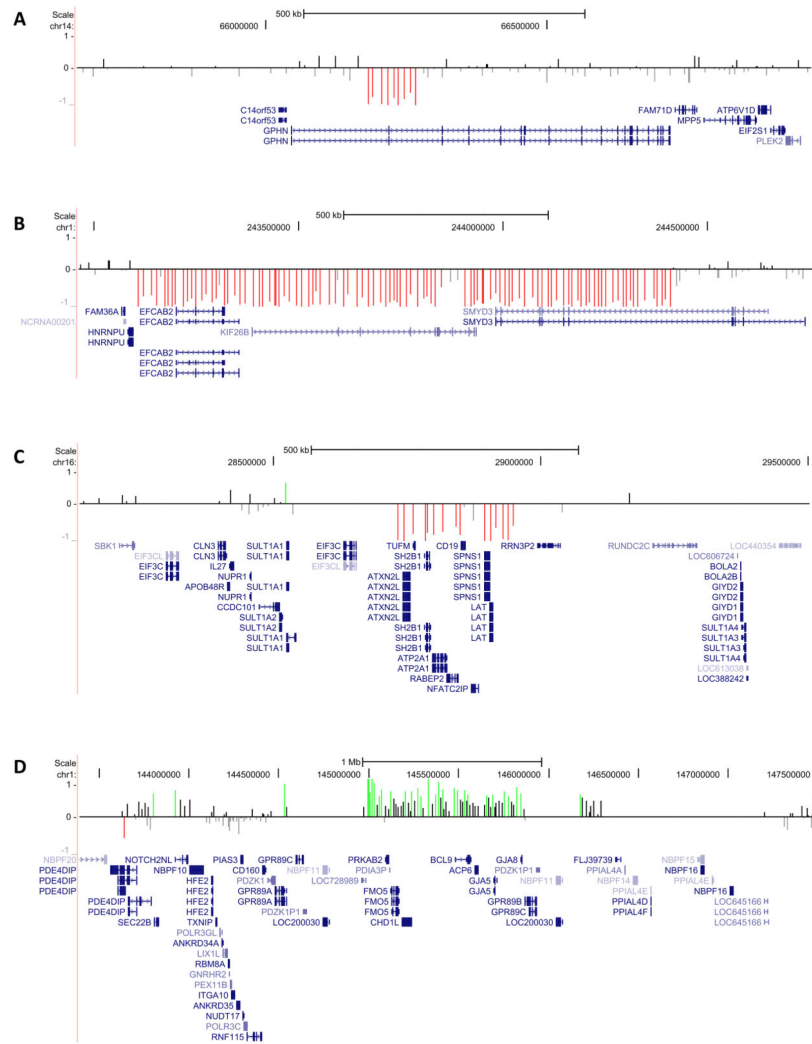 A
Scale
500 kb
chr14:
66000000
66500000
1
0
-1
C14orf53
FAM71D
ATP6V1D
C14orf53
MPP5
GPHN
EIF2S1
GPHN
PLEK2
B
Scale
500 kb
chr1:
243500000
244000000
244500000
1 -
0
-1
FAM36A
EFCAB2
SMYD3
NCRNA00201
EFCAB2
SMYD3
HNRNPU
KIF26B
HNRNPU
EFCAB2
EFCAB2
EFCAB2
C
Scale
500 kb
chr16:
28500000
29000000
29500000
1
0
-1
SBK1
CLN3
SULT1A1
EIF3C
TUFM
CD19
RRN3P2
RUNDC2C
LOC440354
EIF3CL
CLN3
SULT1A1
EIF3C
SH2B1
SPNS1
LOC606724
EIF3C
IL27
EIF3CL
SH2B1
SPNS1
BOLA2
EIF3C
NUPR1
ATXN2L
SPNS1
BOLA2B
APOB48R
SULT1A1
ATXN2L
SPNS1
GIYD2
NUPR1
ATXN2L
SPNS1
GIYD2
CCDC101
ATXN2L
LAT
GIYD1
SULT1A2
ATXN2L
LAT
GIYD1
SULT1A2
SH2B1
LAT
SULT1A4
SULT1A1
SH2B1
LAT
SULT1A3
SULT1A1
SH2B1
SULT1A3
ATP2A1
SULT1A4
ATP2A1
LOC613038
RABEP2
LOC388242
NFATC2IP
D
Scale
1 Mb
chr1:
144000000
144500000
145000000
145500000
146000000
146500000
147000000
147500000
1
0
-1
NBPF20
NOTCH2NL
PIAS3
GPR89C
PRKAB2
BCL9
GJA8
FLJ39739
NBPF15
PDE4DIP
NBPF10
CD160
NBPF11
PDIA3P
ACP6
PDZK1P1
PPIAL4A
NBPF16
PDE4DIP
HFE2
PDZK1
LOC728989
GJA5
NBPF11
NBPF14
PPIAL4E
PDE4DIP
HFE2
GPR89A
FMO5
GJA5
PPIAL4E
NBPF16
PDE4DIP
HFE2
GPR89A
FMO5
GPR89B
PPIAL4D
LOC645166
PDE4DIP
HFE2
PDZK1P1
FMO5
GPR89C
PPIAL4F
LOC645166
SEC22B
TXNIP
LOC200030
CHD1L
LOC200030
LOC645166
POLR3GL
ANKRD34A
LIX1L
RBM8A
GNRHR2
PEX11B
ITGA10
ANKRD35
NUDT17
POLR3C
RNF115